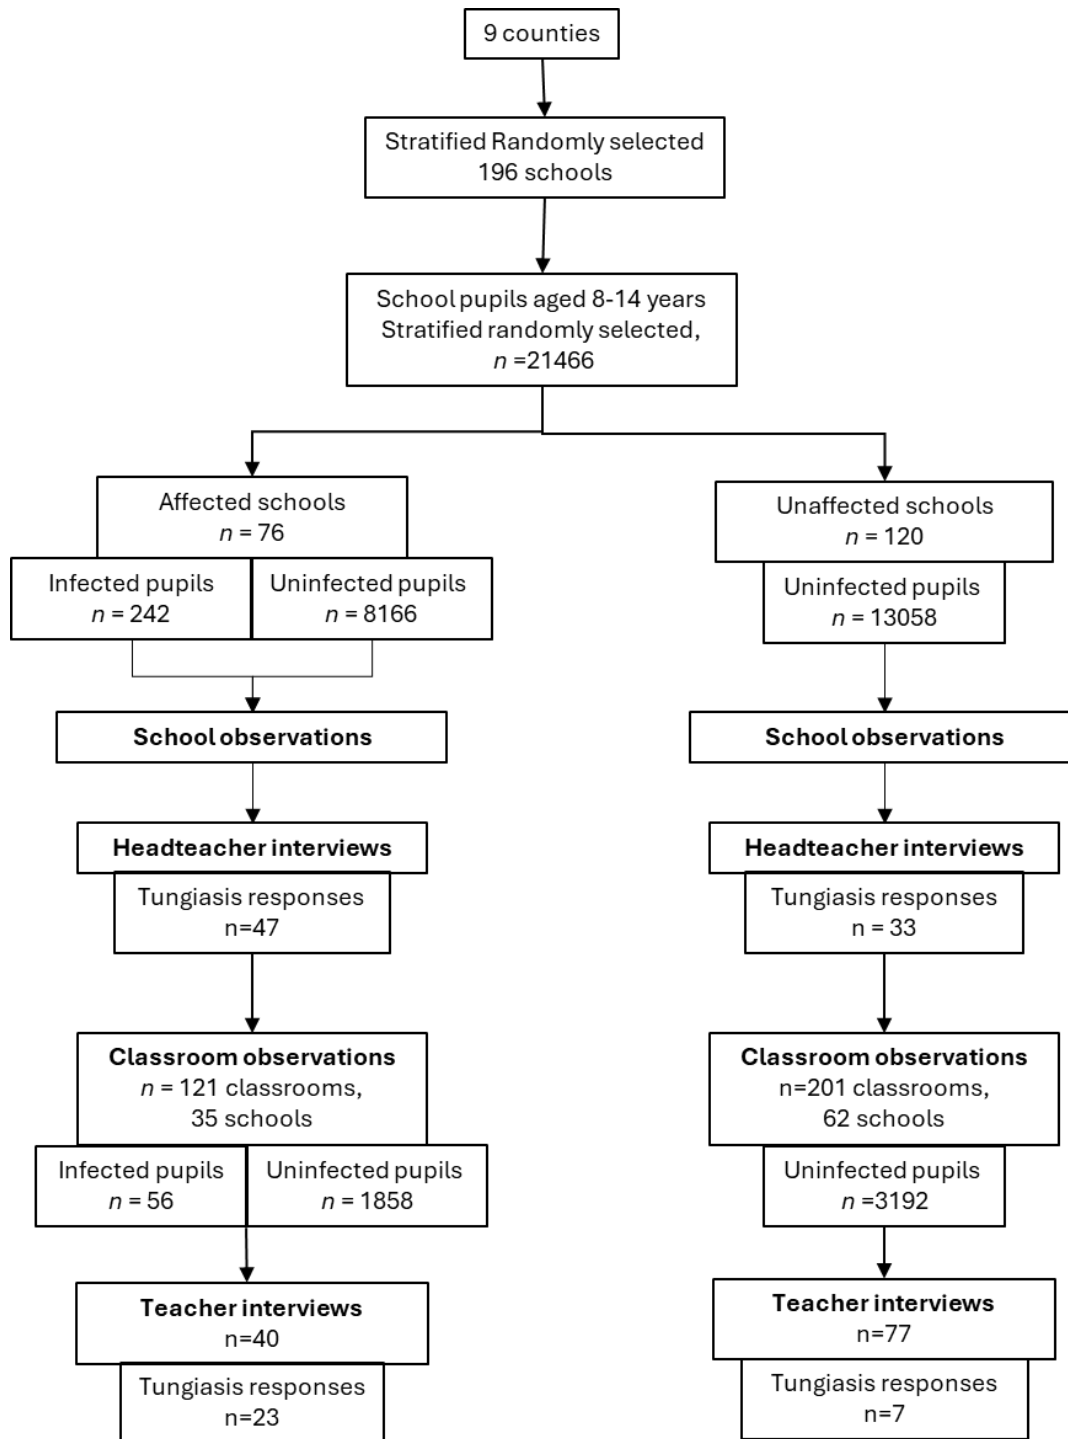 9 counties
Stratified Randomly selected
196 schools
School pupils aged 8-14 years
Stratified randomly selected,
n =21466
Affected schools
n = 76
Infected pupils
n = 242
Uninfected pupils
n = 8166
Unaffected schools
n = 120
Uninfected pupils
n = 13058
School observations
School observations
Headteacher interviews
Tungiasis responses
n=47
Headteacher interviews
Tungiasis responses
n = 33
Classroom observations
n = 121 classrooms,
35 schools
Infected pupils
n = 56
Uninfected pupils
n = 1858
Classroom observations
n=201 classrooms,
62 schools
Uninfected pupils
n =3192
Teacher interviews
n=40
Tungiasis responses
n=23
Teacher interviews
n=77
Tungiasis responses
n=7